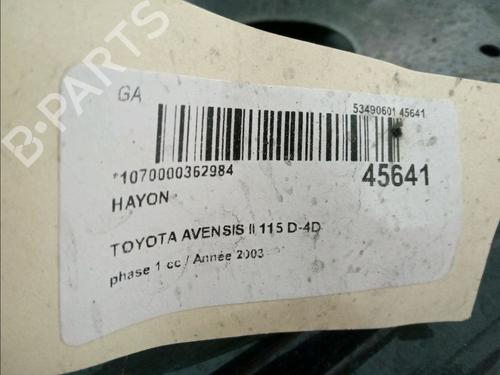 B-PARTS
GA
53490601 45641
*1070000362984
45641
HAYON
TOYOTA AVENSIS II 115 D-4D
phase 1 cc / Année 2003